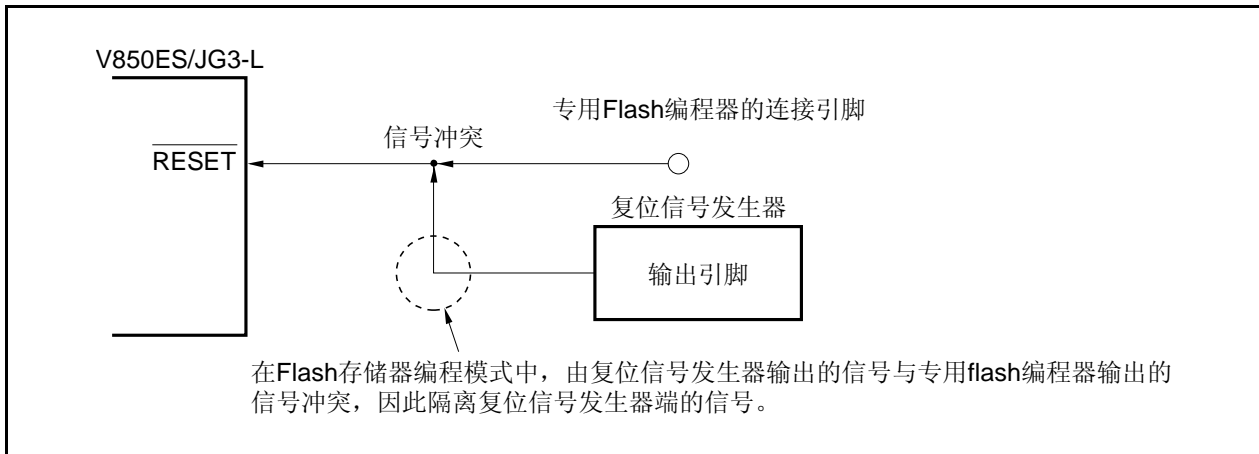 V850ES/JG3-L
专用Flash编程器的连接引脚
信号冲突
RESET
复位信号发生器
输出引脚
在Flash存储器编程模式中，由复位信号发生器输出的信号与专用flash编程器输出的
信号冲突，因此隔离复位信号发生器端的信号。